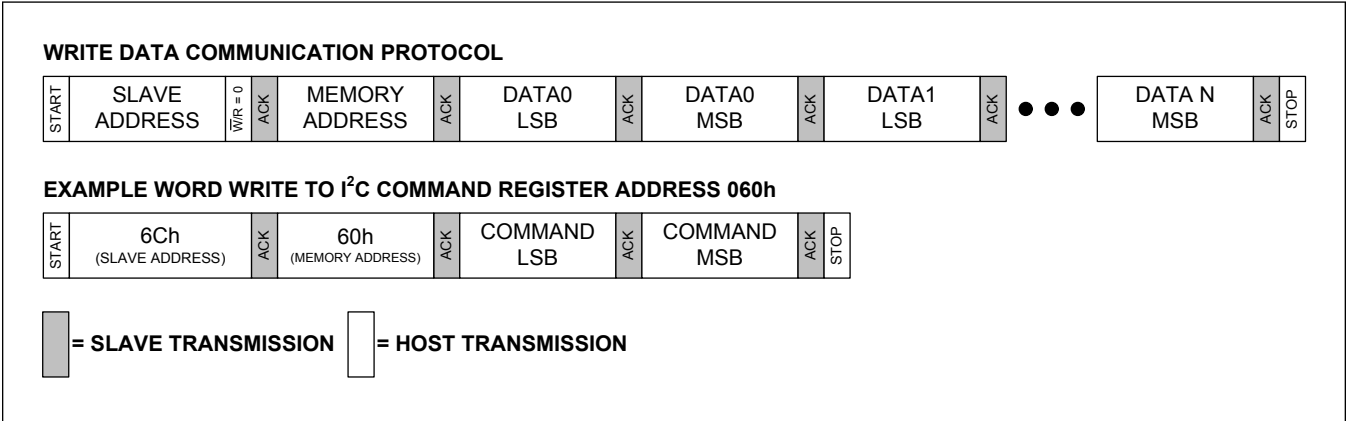 WRITE DATA COMMUNICATION PROTOCOL
START SLAVE ADDRESS W̅/R = 0 ACK MEMORY ADDRESS ACK DATA0 LSB ACK DATA0 MSB ACK DATA1 LSB ACK ●●● DATA N MSB ACK STOP
EXAMPLE WORD WRITE TO I²C COMMAND REGISTER ADDRESS 060h
START 6Ch (SLAVE ADDRESS) ACK 60h (MEMORY ADDRESS) ACK COMMAND LSB ACK COMMAND MSB ACK STOP
= SLAVE TRANSMISSION = HOST TRANSMISSION